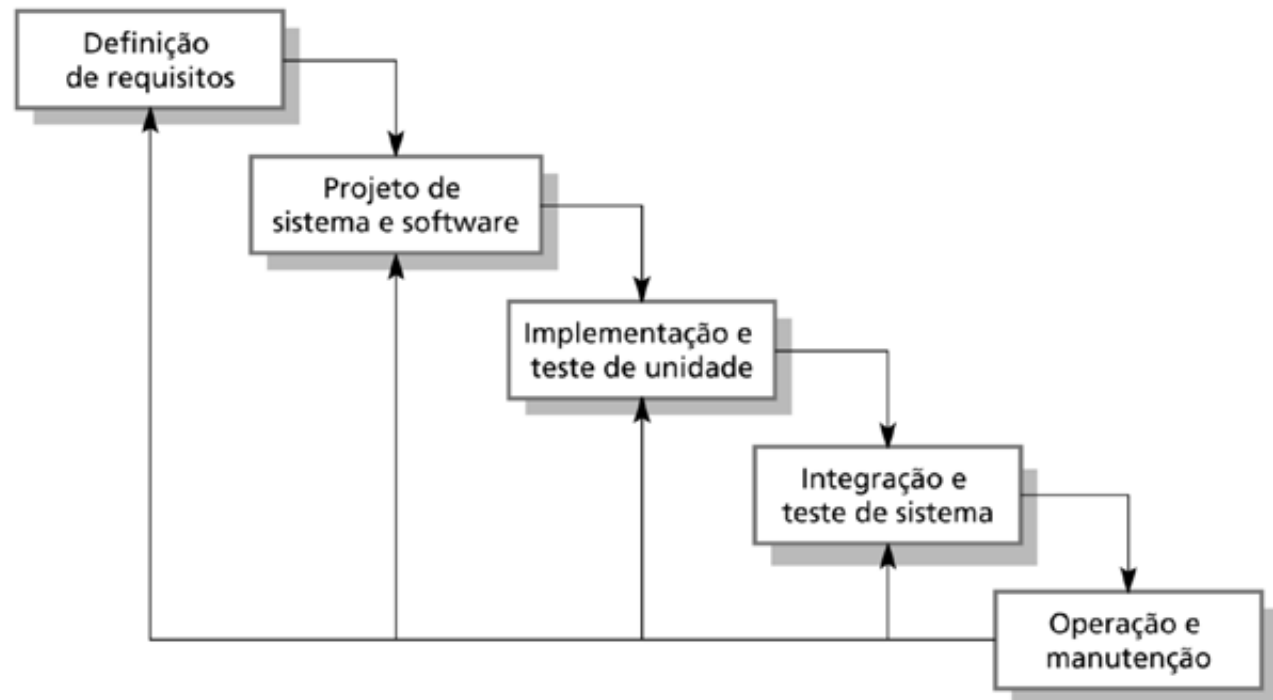 Definição
de requisitos
Projeto de
sistema e software
Implementação e
teste de unidade
Integração e
teste de sistema
Operação e
manutenção